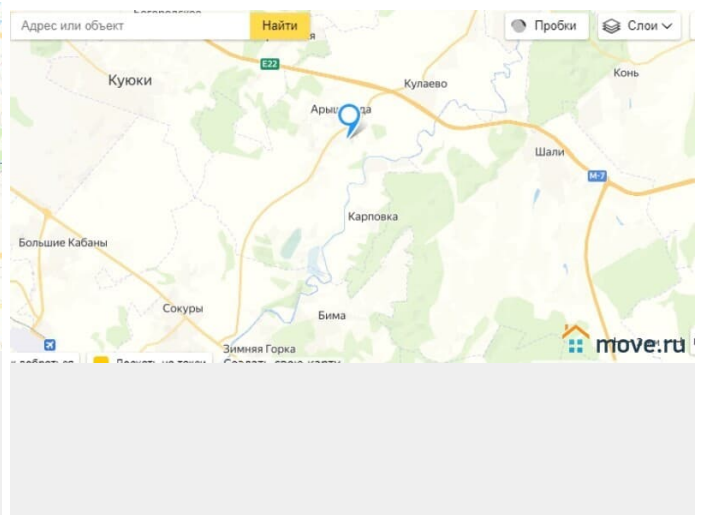 Адрес или объект
Найти
Пробки
Слои
E22
Куюки
Кулаево
Конь
Шали
М-7
Карповка
Большие Кабаны
Сокуры
Бима
Зимняя Горка
move.ru